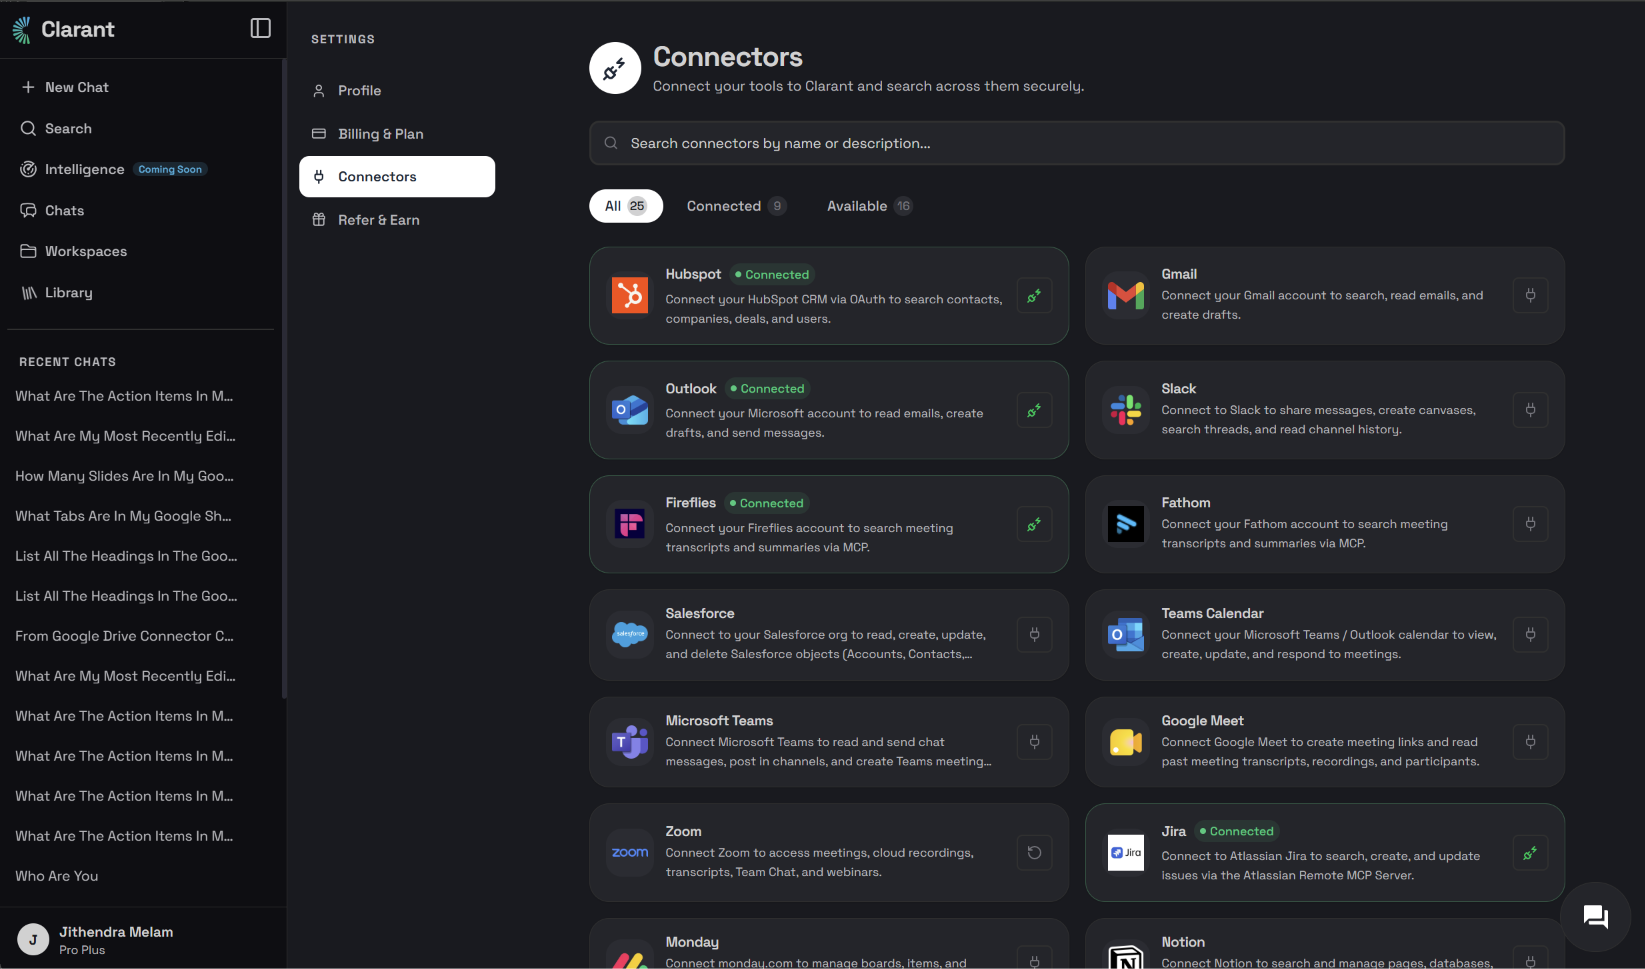 Clarant
New Chat
Search
Intelligence Coming Soon
Chats
Workspaces
Library
RECENT CHATS
What Are The Action Items In M...
What Are My Most Recently Edi...
How Many Slides Are In My Goo...
What Tabs Are In My Google Sh...
List All The Headings In The Goo...
List All The Headings In The Goo...
From Google Drive Connector C...
What Are My Most Recently Edi...
What Are The Action Items In M...
What Are The Action Items In M...
What Are The Action Items In M...
What Are The Action Items In M...
Who Are You
J
Jithendra Melam
Pro Plus
SETTINGS
Profile
Billing & Plan
Connectors
Refer & Earn
Connectors
Connect your tools to Clarant and search across them securely.
Search connectors by name or description...
All 25
Connected 9
Available 16
Hubspot Connected
Connect your HubSpot CRM via OAuth to search contacts,
companies, deals, and users.
Gmail
Connect your Gmail account to search, read emails, and
create drafts.
O
Outlook Connected
Connect your Microsoft account to read emails, create
drafts, and send messages.
Slack
Connect to Slack to share messages, create canvases,
search threads, and read channel history.
Fireflies Connected
Connect your Fireflies account to search meeting
transcripts and summaries via MCP.
Fathom
Connect your Fathom account to search meeting
transcripts and summaries via MCP.
salesforce
Salesforce
Connect to your Salesforce org to read, create, update,
and delete Salesforce objects (Accounts, Contacts,...
O
Teams Calendar
Connect your Microsoft Teams / Outlook calendar to view,
create, update, and respond to meetings.
T
Microsoft Teams
Connect Microsoft Teams to read and send chat
messages, post in channels, and create Teams meeting...
Google Meet
Connect Google Meet to create meeting links and read
past meeting transcripts, recordings, and participants.
zoom
Zoom
Connect Zoom to access meetings, cloud recordings,
transcripts, Team Chat, and webinars.
Jira
Jira Connected
Connect to Atlassian Jira to search, create, and update
issues via the Atlassian Remote MCP Server.
Monday
Connect monday.com to manage boards, items, and
N
Notion
Connect Notion to search and manage pages, databases,